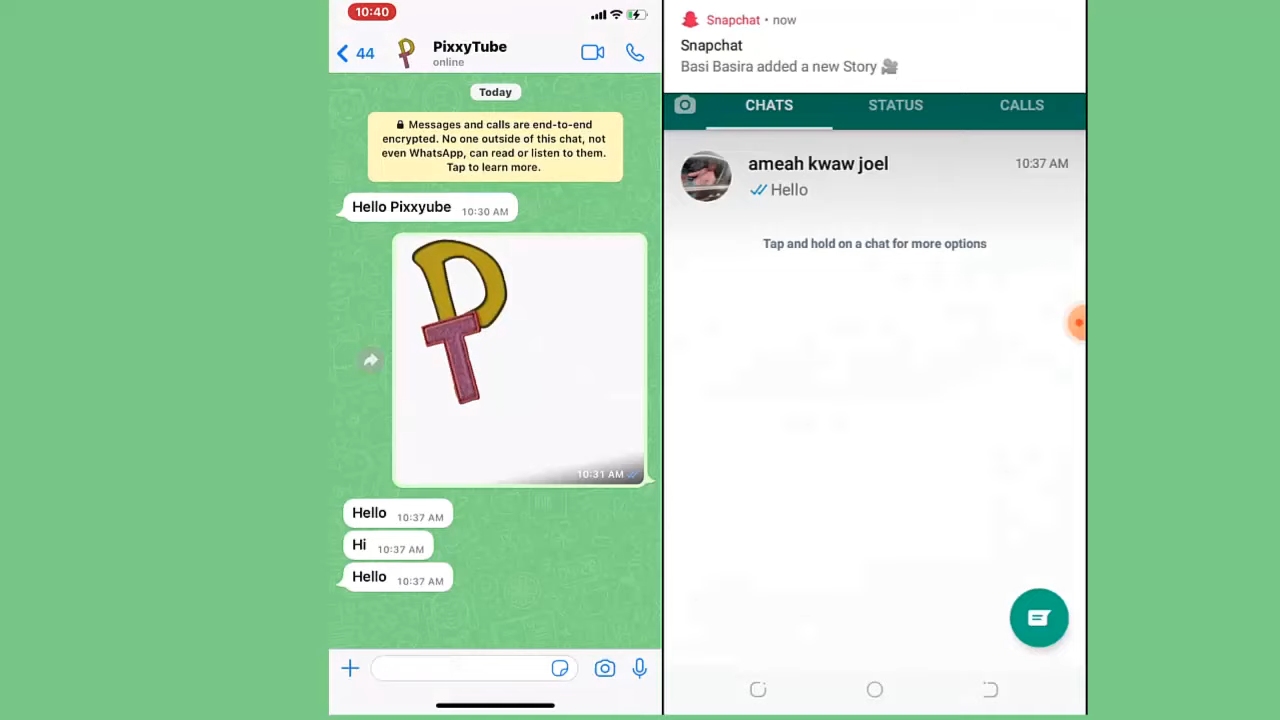 10:40
44
PixxyTube
online
Today
Messages and calls are end-to-end
encrypted. No one outside of this chat, not
even WhatsApp, can read or listen to them.
Tap to learn more.
Hello Pixxyube 10:30 AM
PT
10:31 AM
Hello 10:37 AM
Hi 10:37 AM
Hello 10:37 AM
Snapchat • now
Snapchat
Basi Basira added a new Story 🎥
CHATS STATUS CALLS
ameah kwaw joel 10:37 AM
Hello
Tap and hold on a chat for more options